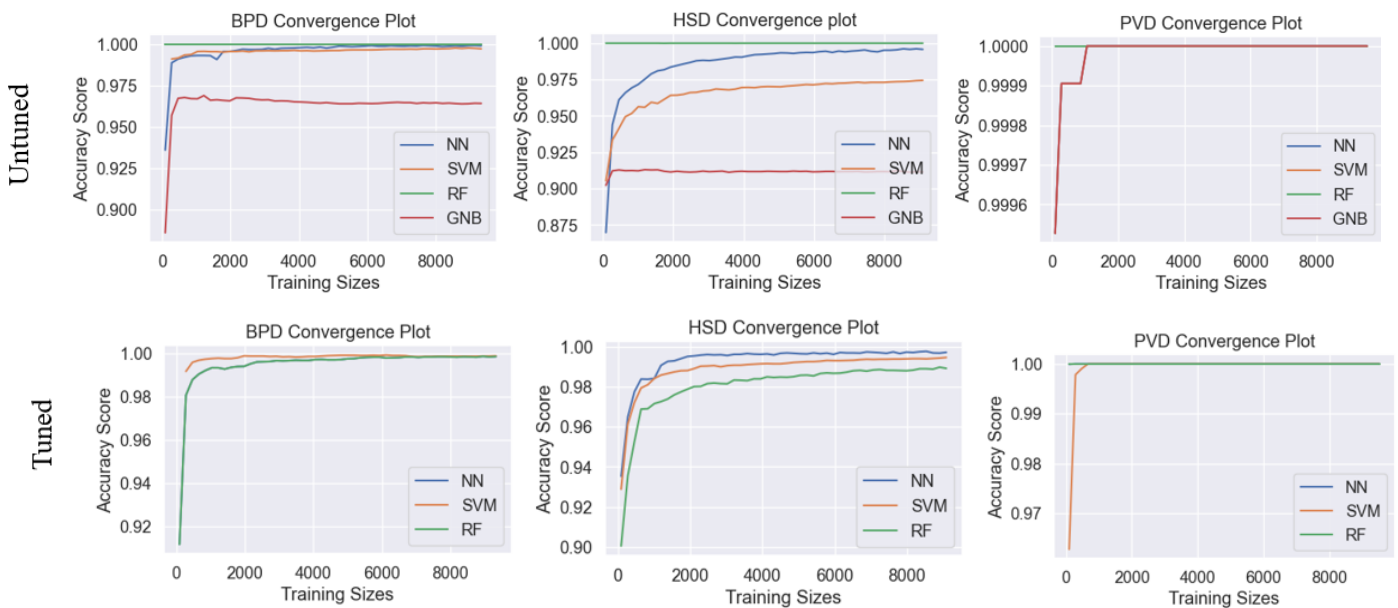 Untuned
BPD Convergence Plot
Accuracy Score
1.000
0.975
0.950
0.925
0.900
NN
SVM
RF
GNB
2000 4000 6000 8000
Training Sizes
HSD Convergence plot
Accuracy Score
1.000
0.975
0.950
0.925
0.900
0.875
NN
SVM
RF
GNB
0 2000 4000 6000 8000
Training Sizes
PVD Convergence Plot
Accuracy Score
1.0000
0.9999
0.9998
0.9997
0.9996
NN
SVM
RF
GNB
0 2000 4000 6000 8000
Training Sizes
Tuned
BPD Convergence Plot
Accuracy Score
1.00
0.98
0.96
0.94
0.92
NN
SVM
RF
0 2000 4000 6000 8000
Training Sizes
HSD Convergence Plot
Accuracy Score
1.00
0.98
0.96
0.94
0.92
0.90
NN
SVM
RF
0 2000 4000 6000 8000
Training Sizes
PVD Convergence Plot
Accuracy Score
1.00
0.99
0.98
0.97
NN
SVM
RF
0 2000 4000 6000 8000
Training Sizes